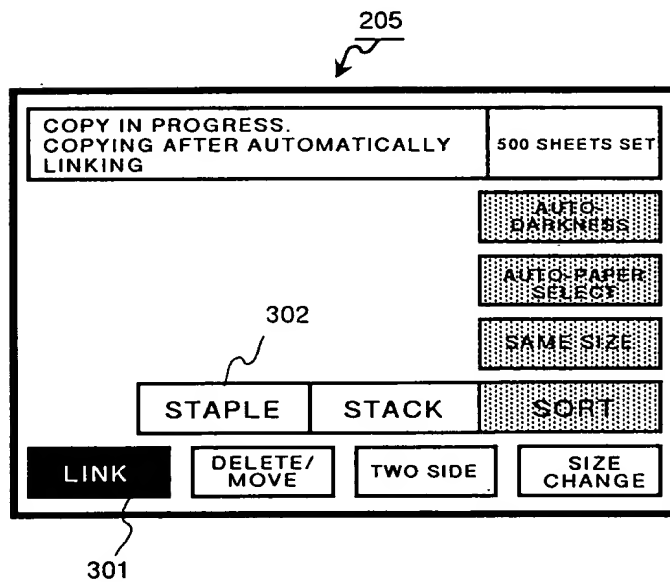 205
COPY IN PROGRESS.
COPYING AFTER AUTOMATICALLY
LINKING
500 SHEETS SET
AUTO-
DARKNESS
AUTO-PAPER
SELECT
SAME SIZE
302
STAPLE
STACK
SORT
LINK
DELETE/
MOVE
TWO SIDE
SIZE
CHANGE
301